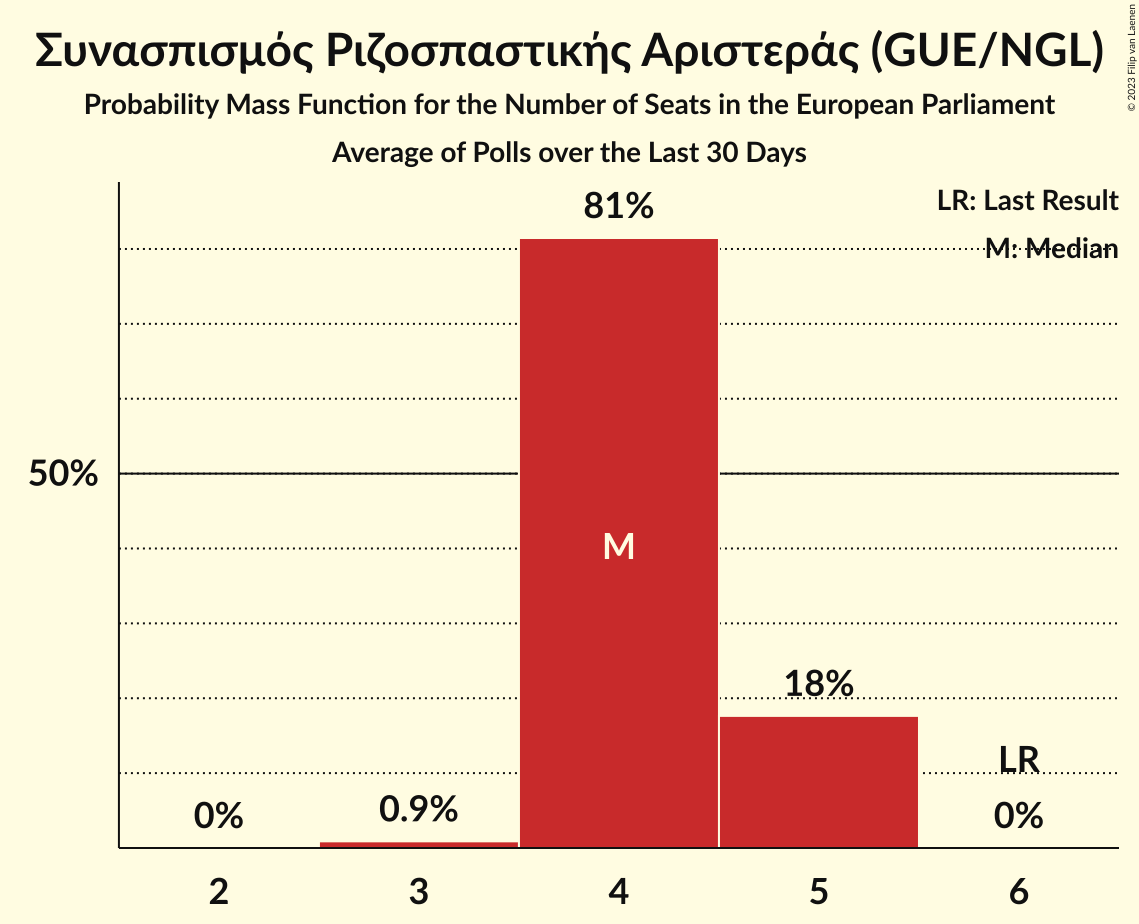 Συνασπισμός Ριζοσπαστικής Αριστεράς (GUE/NGL)
Probability Mass Function for the Number of Seats in the European Parliament
Average of Polls over the Last 30 Days
© 2023 Filip van Laenen
LR: Last Result
M: Median
81%
50%
M
18%
LR
0%
0.9%
0%
2
3
4
5
6